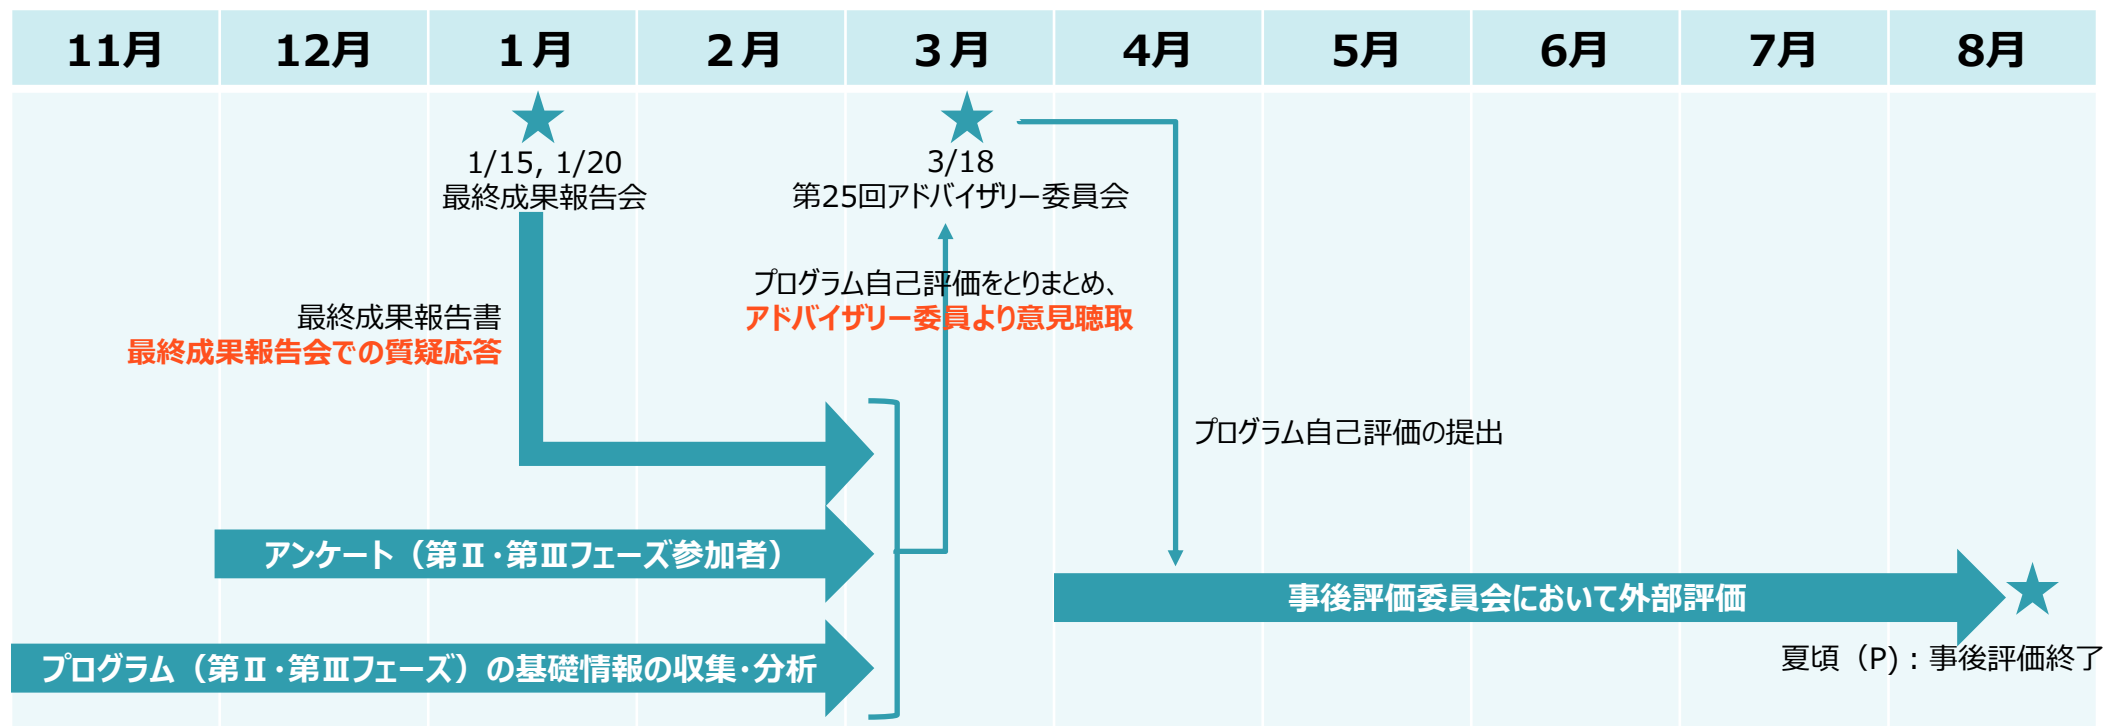 11月 12月 1月 2月 3月 4月 5月 6月 7月 8月
1/15, 1/20
最終成果報告会
3/18
第25回アドバイザリー委員会
プログラム自己評価をとりまとめ、
アドバイザリー委員より意見聴取
最終成果報告書
最終成果報告会での質疑応答
プログラム自己評価の提出
アンケート（第Ⅱ・第Ⅲフェーズ参加者）
事後評価委員会において外部評価
プログラム（第Ⅱ・第Ⅲフェーズ）の基礎情報の収集・分析
夏頃（P)：事後評価終了